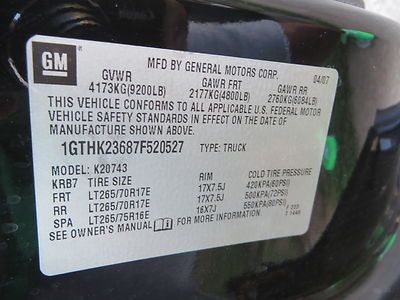 GM
MFD BY GENERAL MOTORS CORP. 04/07
GVWR GAWR FRT GAWR RR
4173KG(9200LB) 2177KG(4800LB) 2760KG(6084LB)
THIS VEHICLE CONFORMS TO ALL APPLICABLE U.S. FEDERAL MOTOR
VEHICLE SAFETY STANDARDS IN EFFECT ON THE DATE OF
MANUFACTURE SHOWN ABOVE.
1GTHK23687F520527 TYPE: TRUCK
MODEL: K20743
KRB7 TIRE SIZE RIM COLD TIRE PRESSURE
FRT LT265/70R17E 17X7.5J 420KPA(60PSI)
RR LT265/70R17E 17X7.5J 500KPA(72PSI)
SPA LT265/75R16E 16X7J 550KPA(80PSI)
SEE OWNER'S MANUAL FOR MORE INFORMATION.